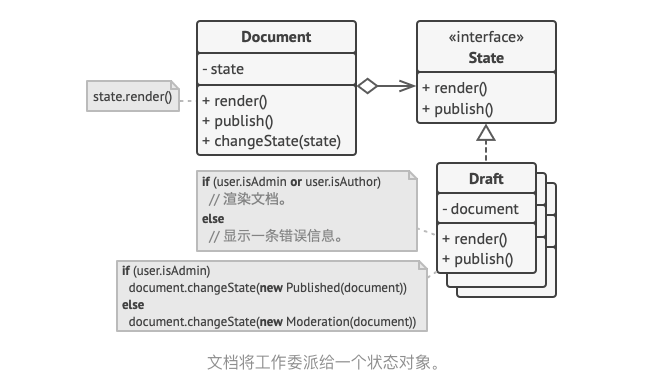 Document
- state
+ render()
+ publish()
+ changeState(state)
«interface»
State
+ render()
+ publish()
state.render()
Draft
- document
+ render()
+ publish()
if (user.isAdmin or user.isAuthor)
// 渲染文档。
else
// 显示一条错误信息。
if (user.isAdmin)
document.changeState(new Published(document))
else
document.changeState(new Moderation(document))
文档将工作委派给一个状态对象。